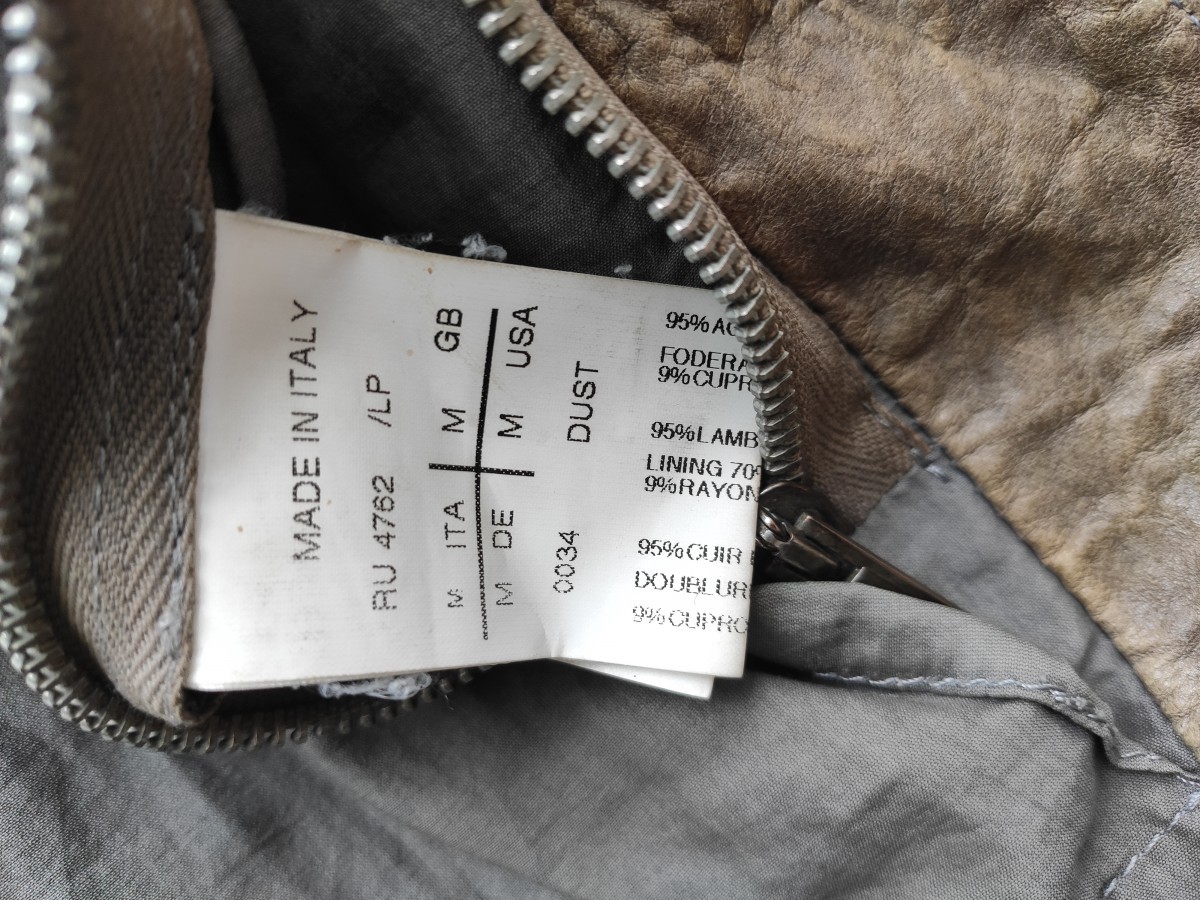 MADE IN ITALY
RU 4762 /LP
M ITA M GB
M DE M USA
0034 DUST
95% AG
FODERA
9%CUPR
95%LAMB
LINING 70%
9%RAYON
95%CUIR
DOUBLUR
9%CUPRO